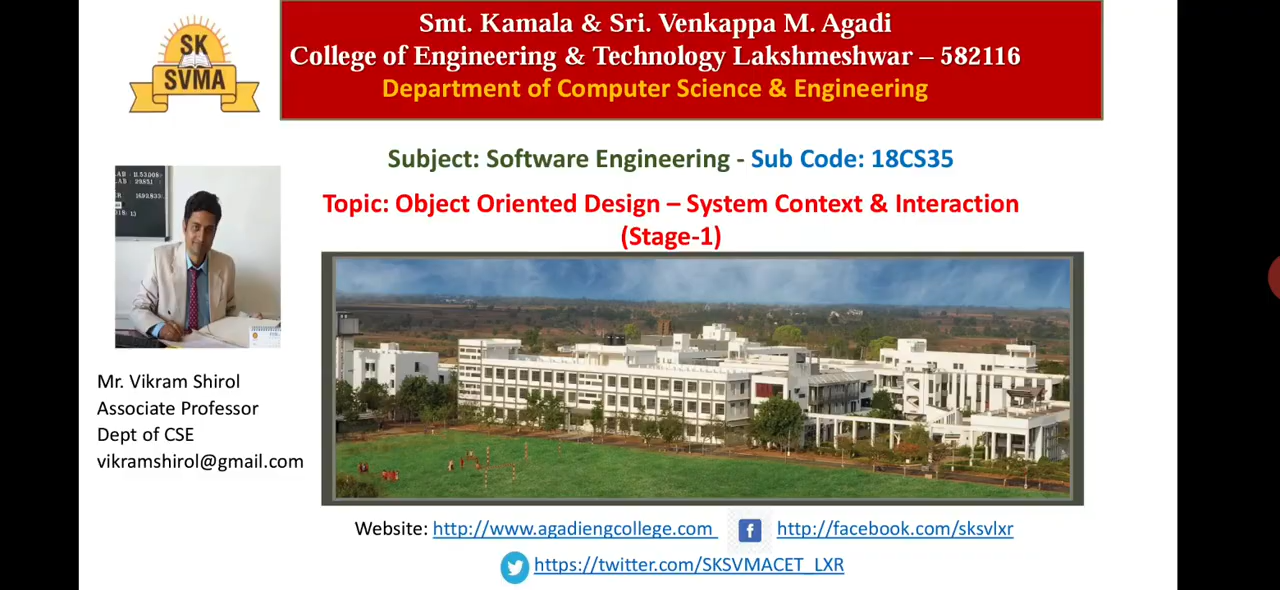 SK
SVMA
Smt. Kamala & Sri. Venkappa M. Agadi
College of Engineering & Technology Lakshmeshwar – 582116
Department of Computer Science & Engineering
Subject: Software Engineering - Sub Code: 18CS35
Topic: Object Oriented Design – System Context & Interaction
(Stage-1)
Mr. Vikram Shirol
Associate Professor
Dept of CSE
vikramshirol@gmail.com
Website: http://www.agadiengcollege.com http://facebook.com/sksvlxr
https://twitter.com/SKSVMACET_LXR